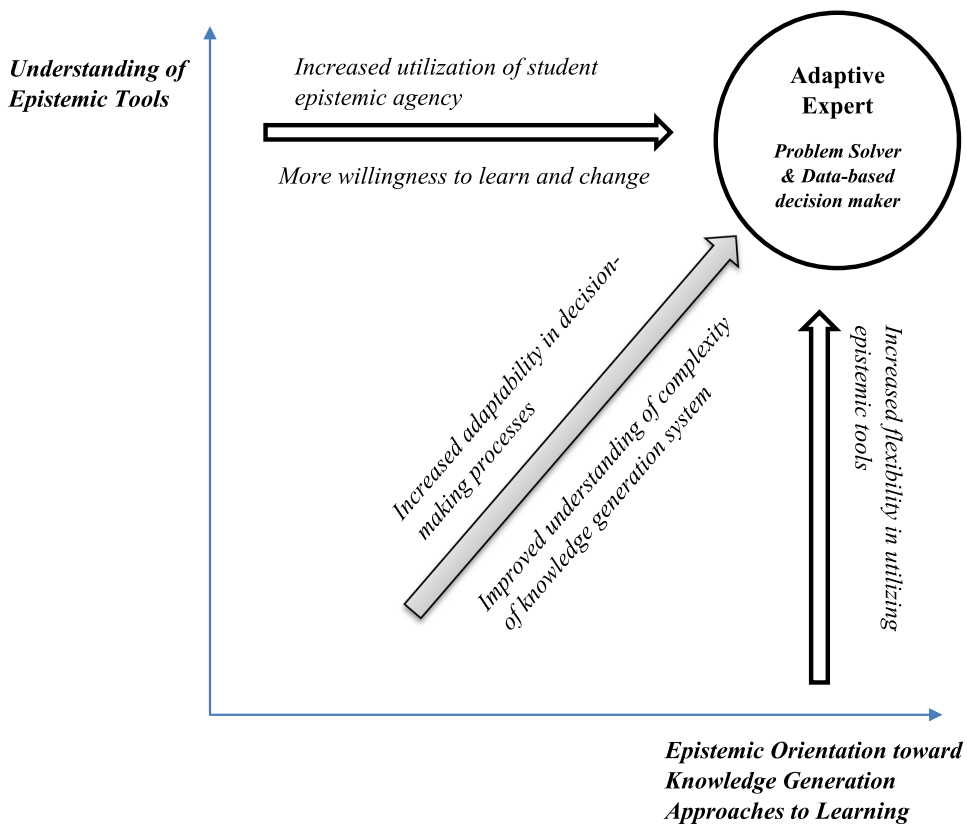 Understanding of
Epistemic Tools
Increased utilization of student
epistemic agency
More willingness to learn and change
Adaptive
Expert
Problem Solver
& Data-based
decision maker
Increased adaptability in decision-
making processes
Improved understanding of complexity
of knowledge generation system
Increased flexibility in utilizing
epistemic tools
Epistemic Orientation toward
Knowledge Generation
Approaches to Learning